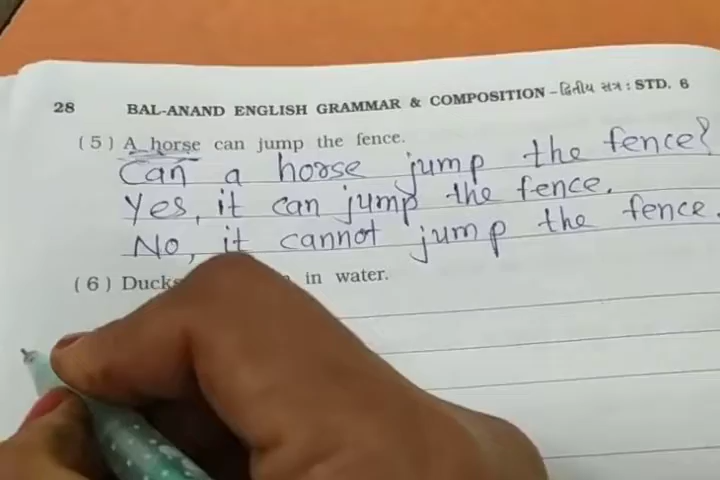 28 BAL-ANAND ENGLISH GRAMMAR & COMPOSITION – દ્વિતીય સત્ર : STD. 6
( 5 ) A horse can jump the fence.
Can a horse jump the fence?
Yes, it can jump the fence.
No, it cannot jump the fence.
( 6 ) Ducks in water.